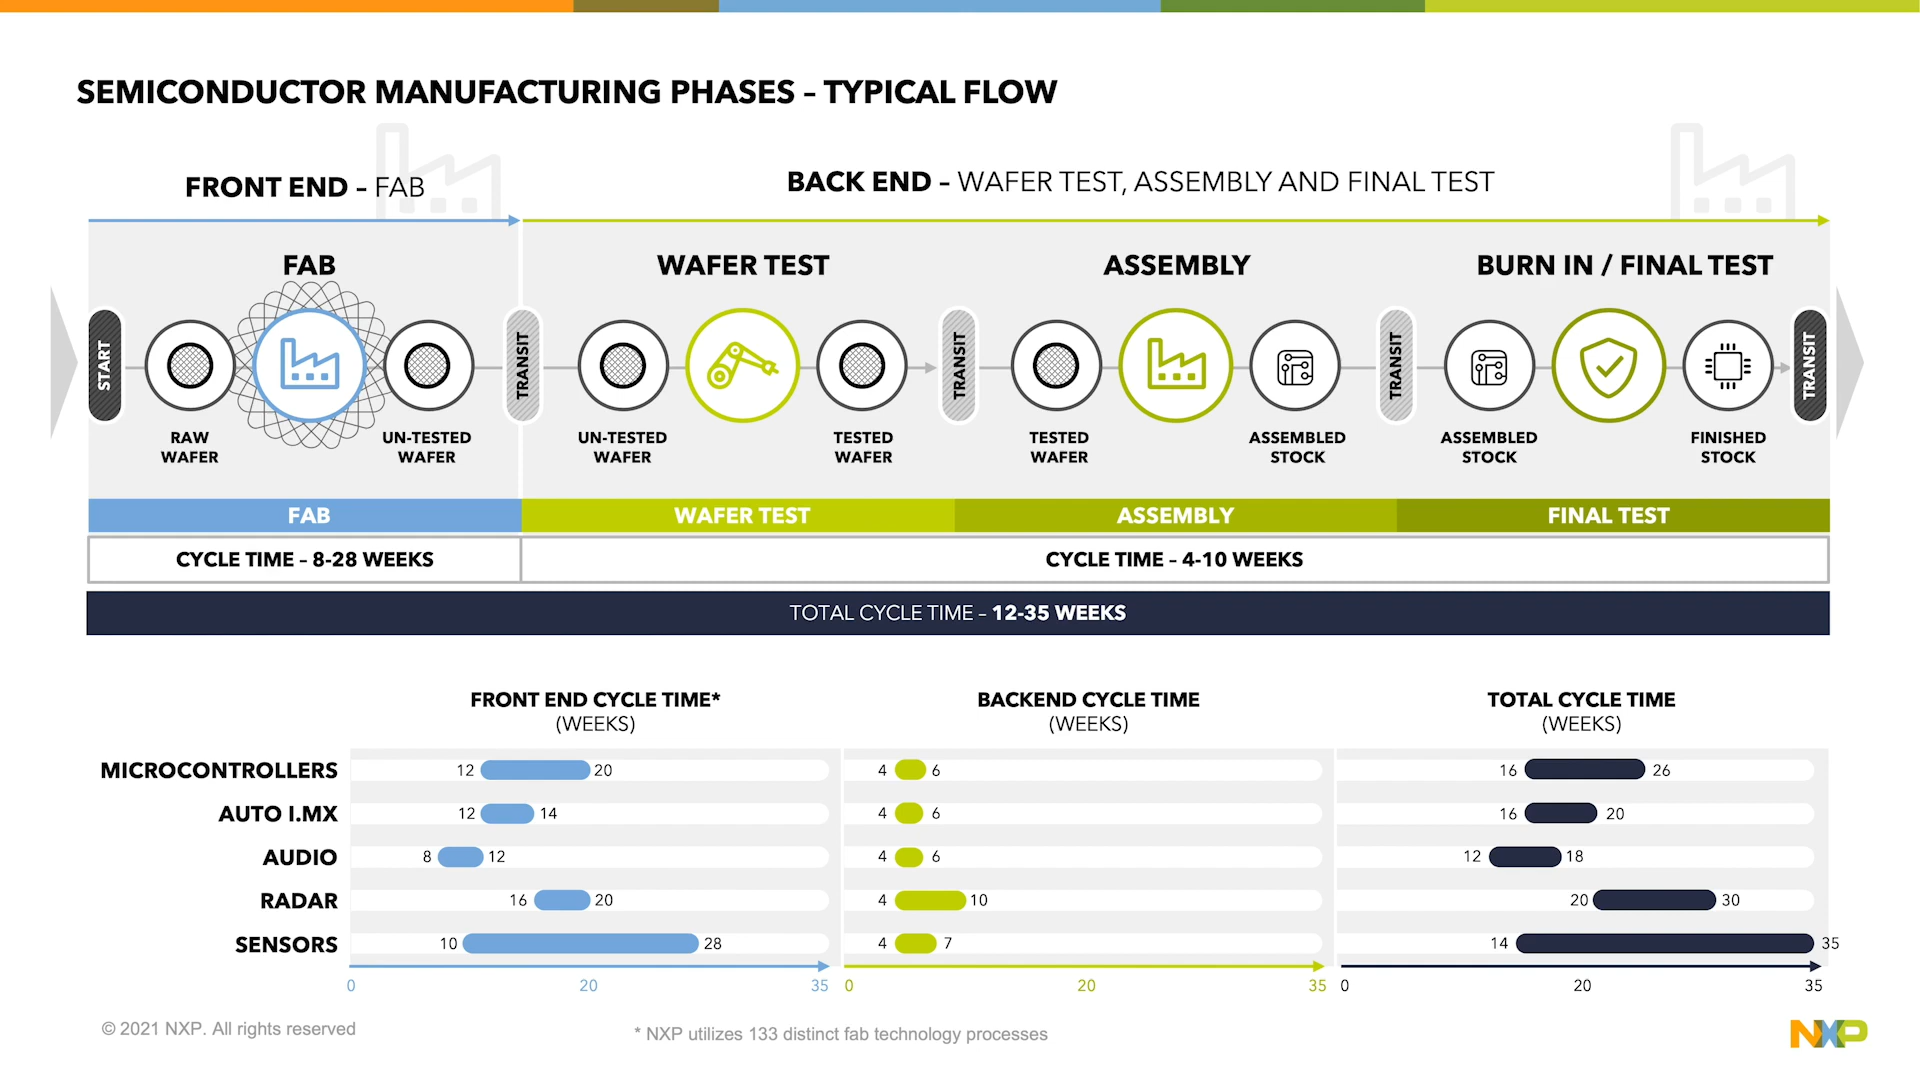 SEMICONDUCTOR MANUFACTURING PHASES – TYPICAL FLOW
FRONT END – FAB
BACK END – WAFER TEST, ASSEMBLY AND FINAL TEST
FAB
WAFER TEST
ASSEMBLY
BURN IN / FINAL TEST
START
TRANSIT
TRANSIT
TRANSIT
TRANSIT
RAW
WAFER
UN-TESTED
WAFER
UN-TESTED
WAFER
TESTED
WAFER
TESTED
WAFER
ASSEMBLED
STOCK
ASSEMBLED
STOCK
FINISHED
STOCK
FAB
WAFER TEST
ASSEMBLY
FINAL TEST
CYCLE TIME – 8-28 WEEKS
CYCLE TIME – 4-10 WEEKS
TOTAL CYCLE TIME – 12-35 WEEKS
FRONT END CYCLE TIME*
(WEEKS)
BACKEND CYCLE TIME
(WEEKS)
TOTAL CYCLE TIME
(WEEKS)
MICROCONTROLLERS 12 20 4 6 16 26
AUTO I.MX 12 14 4 6 16 20
AUDIO 8 12 4 6 12 18
RADAR 16 20 4 10 20 30
SENSORS 10 28 4 7 14 35
0 20 35 0 20 35 0 20 35
© 2021 NXP. All rights reserved
* NXP utilizes 133 distinct fab technology processes
NXP